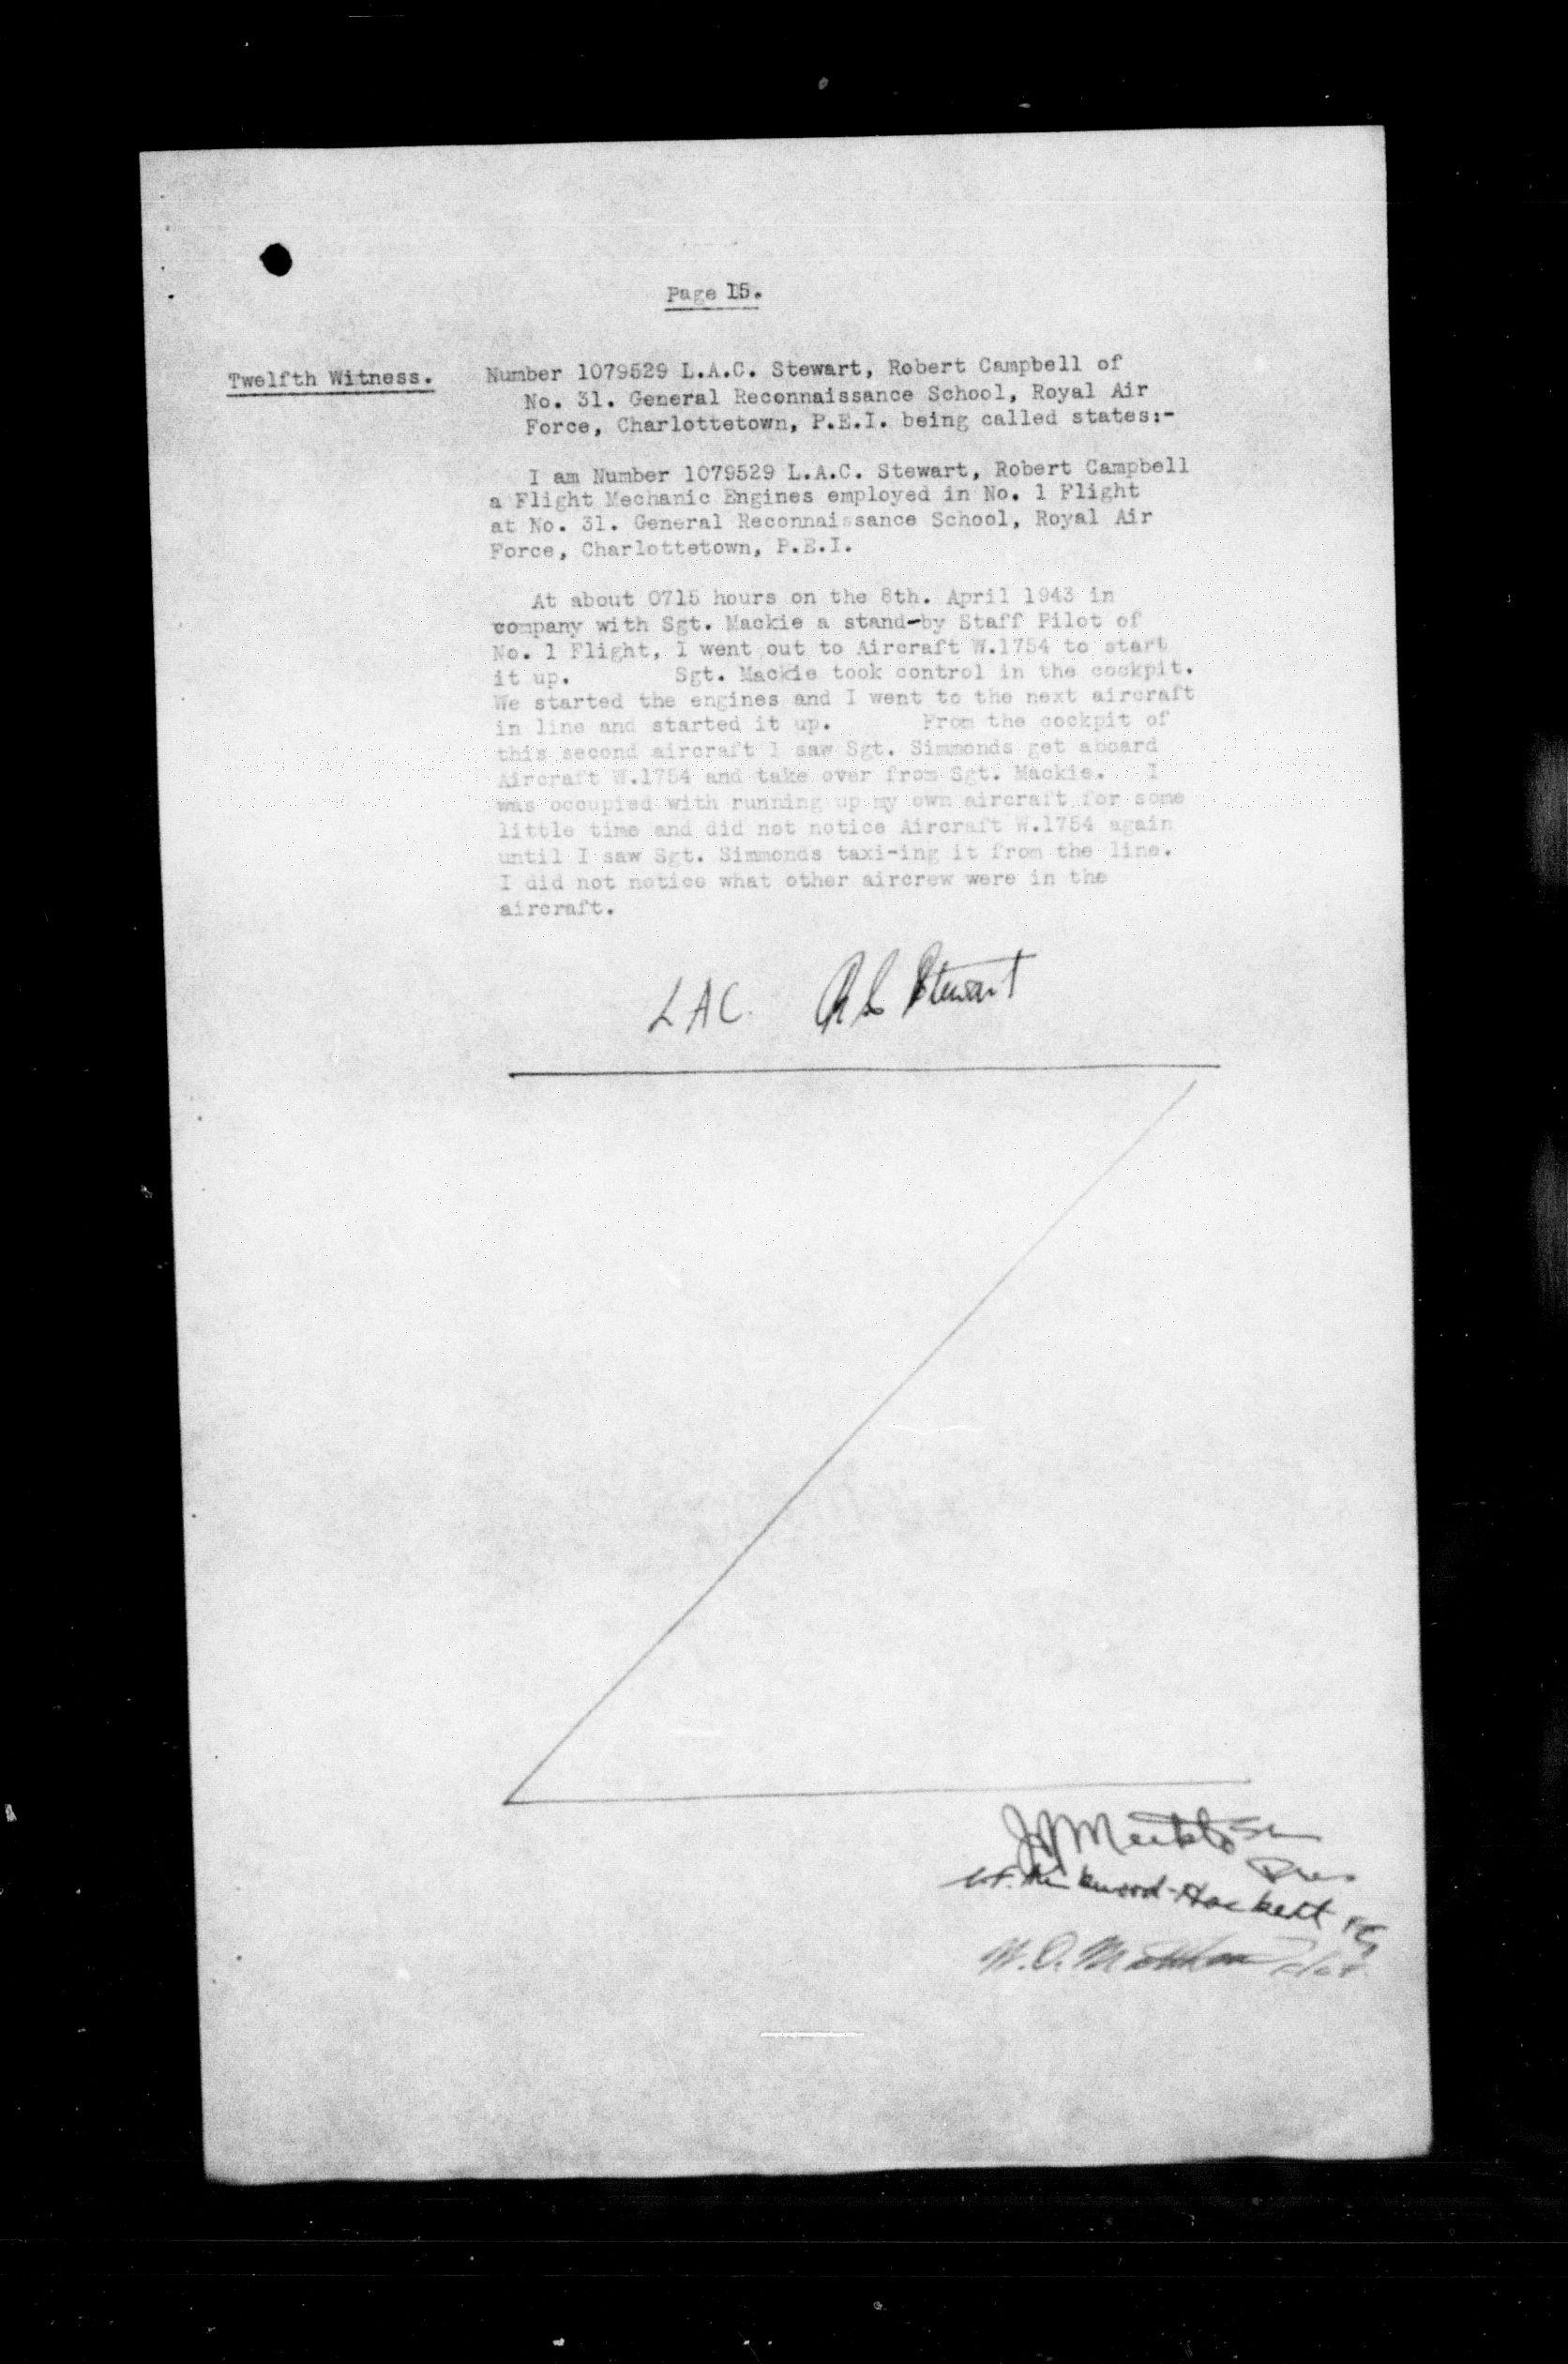 Page 15.
Twelfth Witness. Number 1079529 L.A.C. Stewart, Robert Campbell of
No. 31. General Reconnaissance School, Royal Air
Force, Charlottetown, P.E.I. being called states:-
I am Number 1079529 L.A.C. Stewart, Robert Campbell
a Flight Mechanic Engines employed in No. 1 Flight
at No. 31. General Reconnaissance School, Royal Air
Force, Charlottetown, P.E.I.
At about 0715 hours on the 8th. April 1943 in
company with Sgt. Mackie a stand-by Staff Pilot of
No. 1 Flight, I went out to Aircraft W.1754 to start
it up. Sgt. Mackie took control in the cockpit.
We started the engines and I went to the next aircraft
in line and started it up. From the cockpit of
this second aircraft I saw Sgt. Simmonds get aboard
Aircraft W.1754 and take over from Sgt. Mackie. I
was occupied with running up my own aircraft for some
little time and did not notice Aircraft W.1754 again
until I saw Sgt. Simmonds taxi-ing it from the line.
I did not notice what other aircrew were in the
aircraft.
LAC. Stewart
Hackett
W.O.